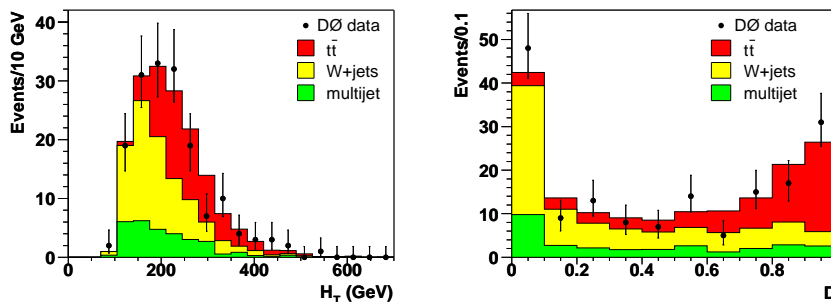 Events/10 GeV
40
30
20
10
0
0
200
400
600
H_T (GeV)
DØ data
tt̄
W+jets
multijet
Events/0.1
50
40
30
20
10
0
0
0.2
0.4
0.6
0.8
D
DØ data
tt̄
W+jets
multijet